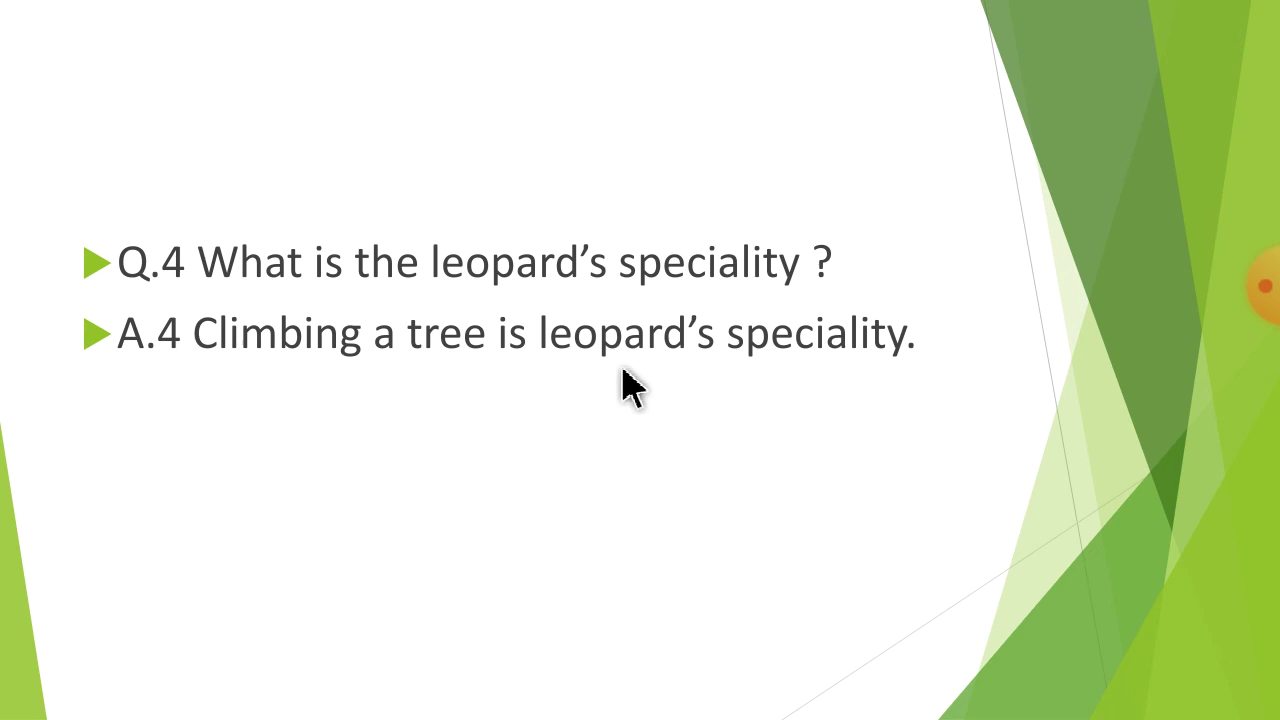 Q.4 What is the leopard’s speciality ?
A.4 Climbing a tree is leopard’s speciality.